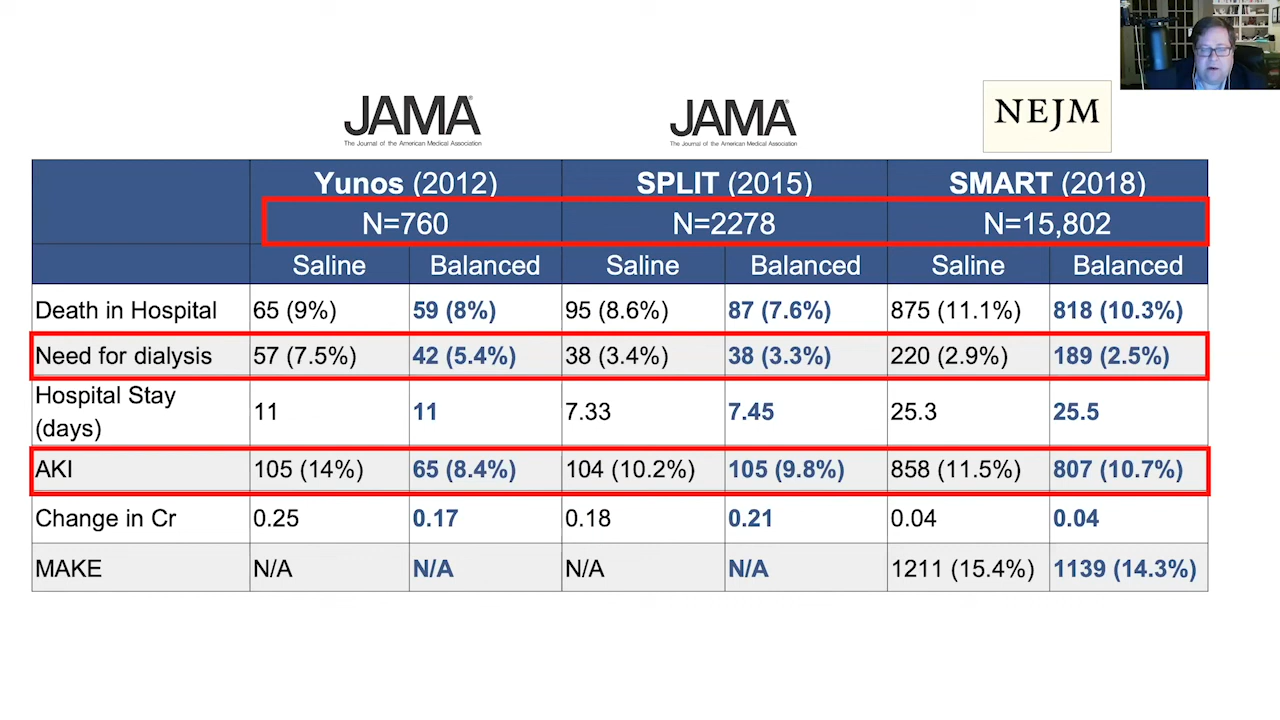 JAMA JAMA NEJM
The Journal of the American Medical Association The Journal of the American Medical Association
Yunos (2012) SPLIT (2015) SMART (2018)
N=760 N=2278 N=15,802
Saline Balanced Saline Balanced Saline Balanced
Death in Hospital 65 (9%) 59 (8%) 95 (8.6%) 87 (7.6%) 875 (11.1%) 818 (10.3%)
Need for dialysis 57 (7.5%) 42 (5.4%) 38 (3.4%) 38 (3.3%) 220 (2.9%) 189 (2.5%)
Hospital Stay
(days) 11 11 7.33 7.45 25.3 25.5
AKI 105 (14%) 65 (8.4%) 104 (10.2%) 105 (9.8%) 858 (11.5%) 807 (10.7%)
Change in Cr 0.25 0.17 0.18 0.21 0.04 0.04
MAKE N/A N/A N/A N/A 1211 (15.4%) 1139 (14.3%)